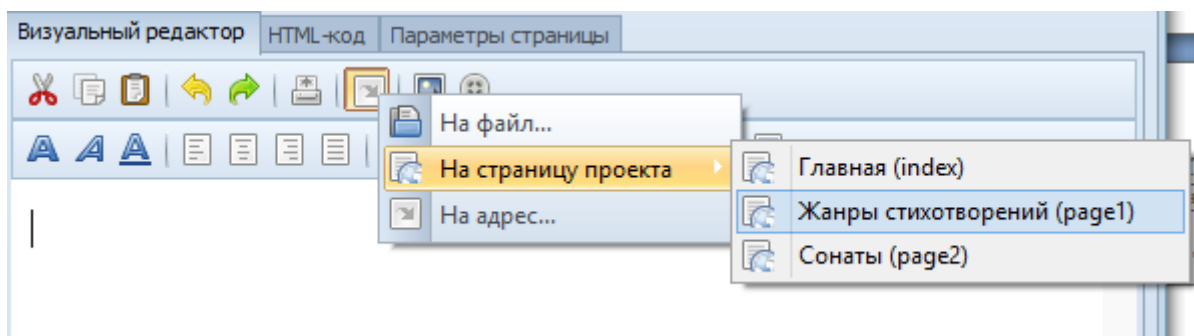 Визуальный редактор HTML-код Параметры страницы
На файл...
На страницу проекта
На адрес...
Главная (index)
Жанры стихотворений (page1)
Сонаты (page2)